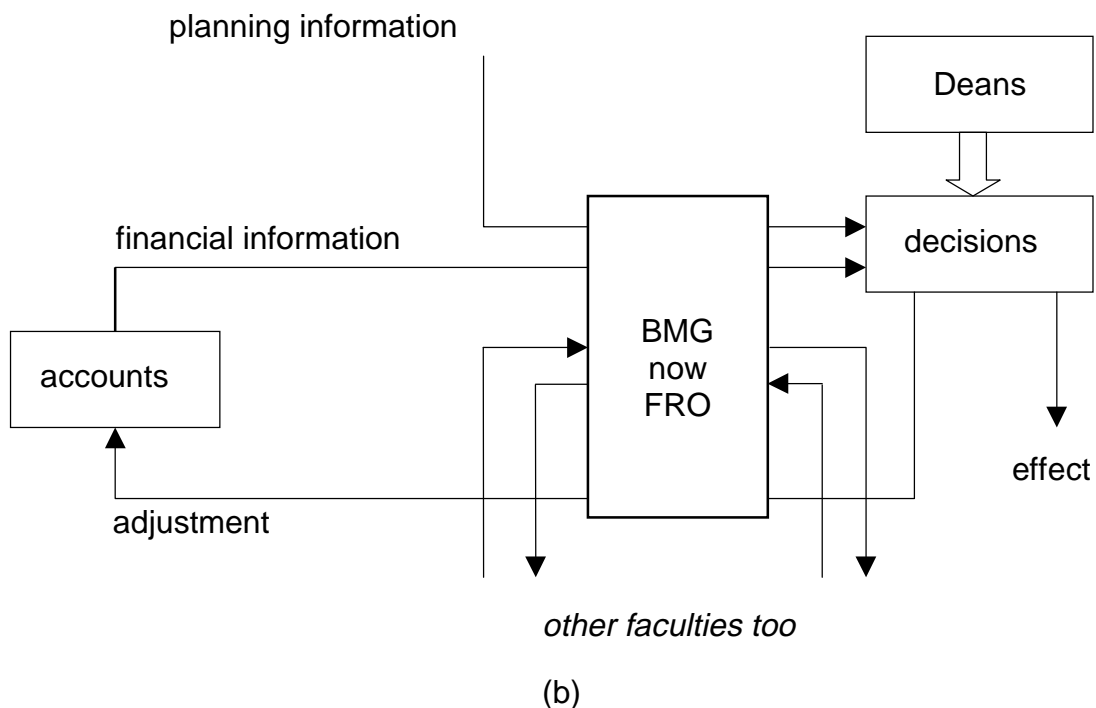 planning information
Deans
financial information
decisions
BMG
now
FRO
accounts
effect
adjustment
other faculties too
(b)